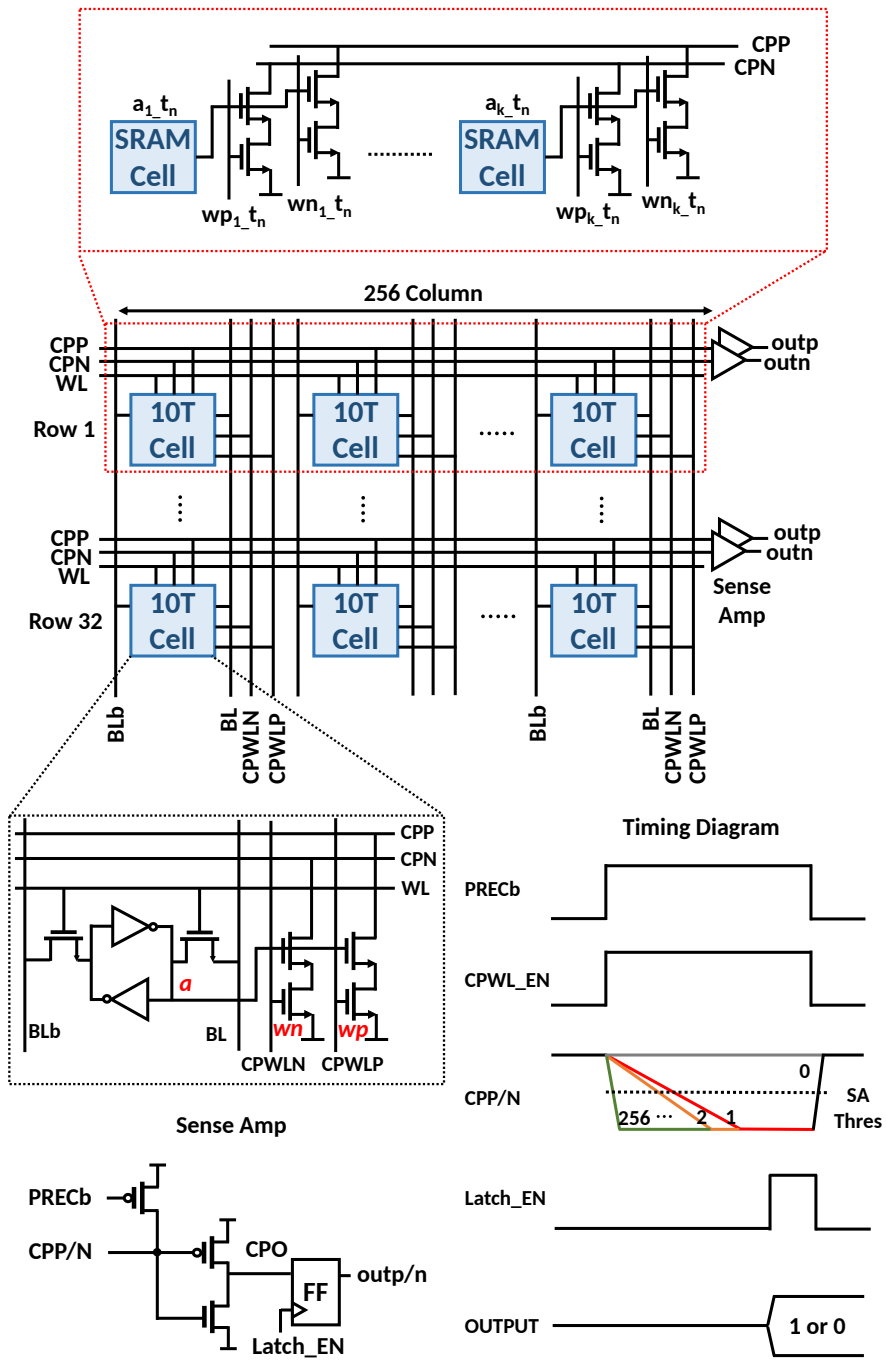 CPP
CPN
a1_tn
ak_tn
SRAM
Cell
SRAM
Cell
wp1_tn
wn1_tn
wpk_tn
wnk_tn
256 Column
CPP
CPN
WL
outp
outn
Row 1
10T
Cell
10T
Cell
10T
Cell
CPP
CPN
WL
outp
outn
Row 32
10T
Cell
10T
Cell
10T
Cell
Sense
Amp
BLb
BL
CPWLN
CPWLP
BLb
BL
CPWLN
CPWLP
CPP
CPN
WL
a
BLb
BL
wn
wp
CPWLN
CPWLP
Timing Diagram
PRECb
CPWL_EN
CPP/N
0
256 ... 2 1
SA
Thres
Latch_EN
OUTPUT
1 or 0
Sense Amp
PRECb
CPP/N
CPO
FF
outp/n
Latch_EN